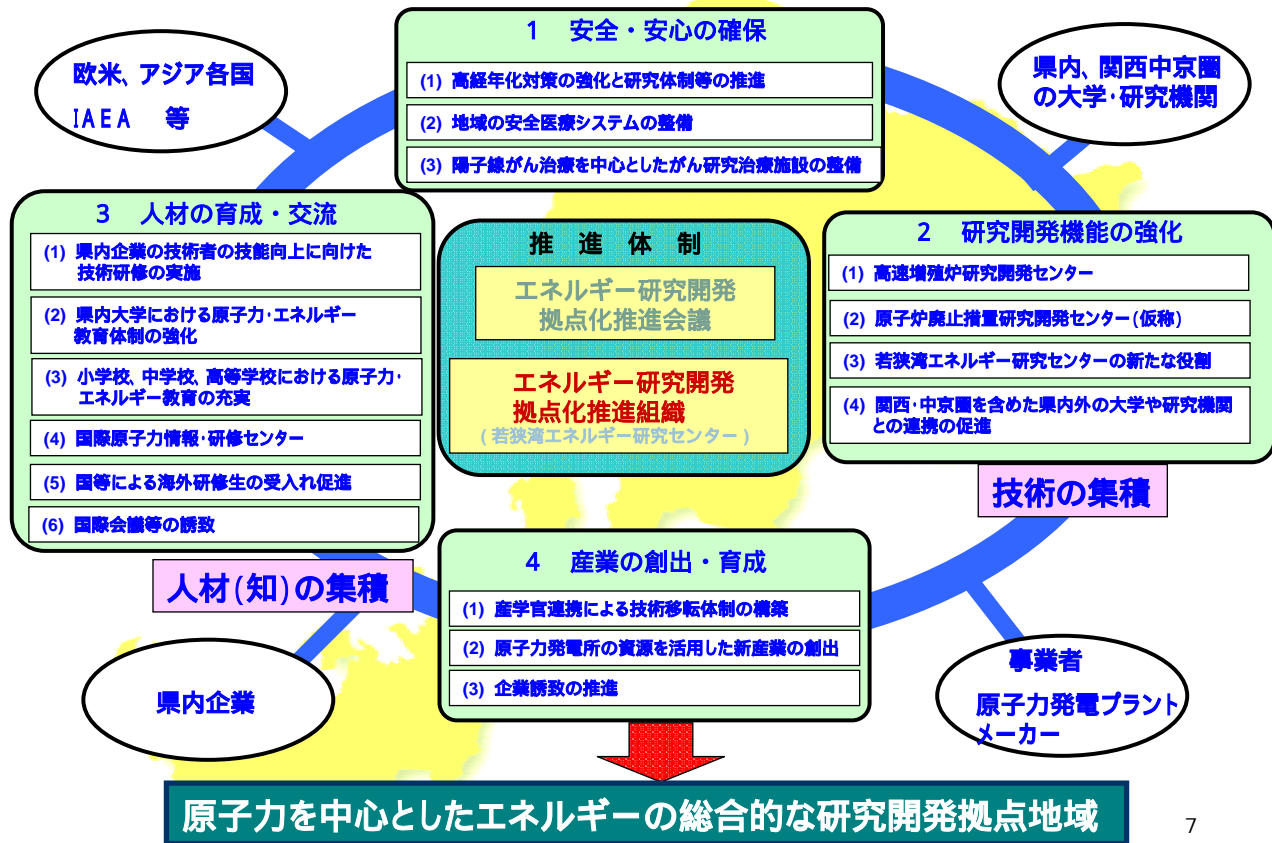 1 安全・安心の確保
(1) 高経年化対策の強化と研究体制等の推進
(2) 地域の安全医療システムの整備
(3) 陽子線がん治療を中心としたがん研究治療施設の整備
欧米、アジア各国
IAEA 等
県内、関西中京圏
の大学・研究機関
3 人材の育成・交流
(1) 県内企業の技術者の技能向上に向けた
技術研修の実施
(2) 県内大学における原子力・エネルギー
教育体制の強化
(3) 小学校、中学校、高等学校における原子力・
エネルギー教育の充実
(4) 国際原子力情報・研修センター
(5) 国等による海外研修生の受入れ促進
(6) 国際会議等の誘致
推進体制
エネルギー研究開発
拠点化推進会議
エネルギー研究開発
拠点化推進組織
(若狭湾エネルギー研究センター)
2 研究開発機能の強化
(1) 高速増殖炉研究開発センター
(2) 原子炉廃止措置研究開発センター(仮称)
(3) 若狭湾エネルギー研究センターの新たな役割
(4) 関西・中京圏を含めた県内外の大学や研究機関
との連携の促進
技術の集積
人材(知)の集積
4 産業の創出・育成
(1) 産学官連携による技術移転体制の構築
(2) 原子力発電所の資源を活用した新産業の創出
(3) 企業誘致の推進
県内企業
事業者
原子力発電プラント
メーカー
原子力を中心としたエネルギーの総合的な研究開発拠点地域
7